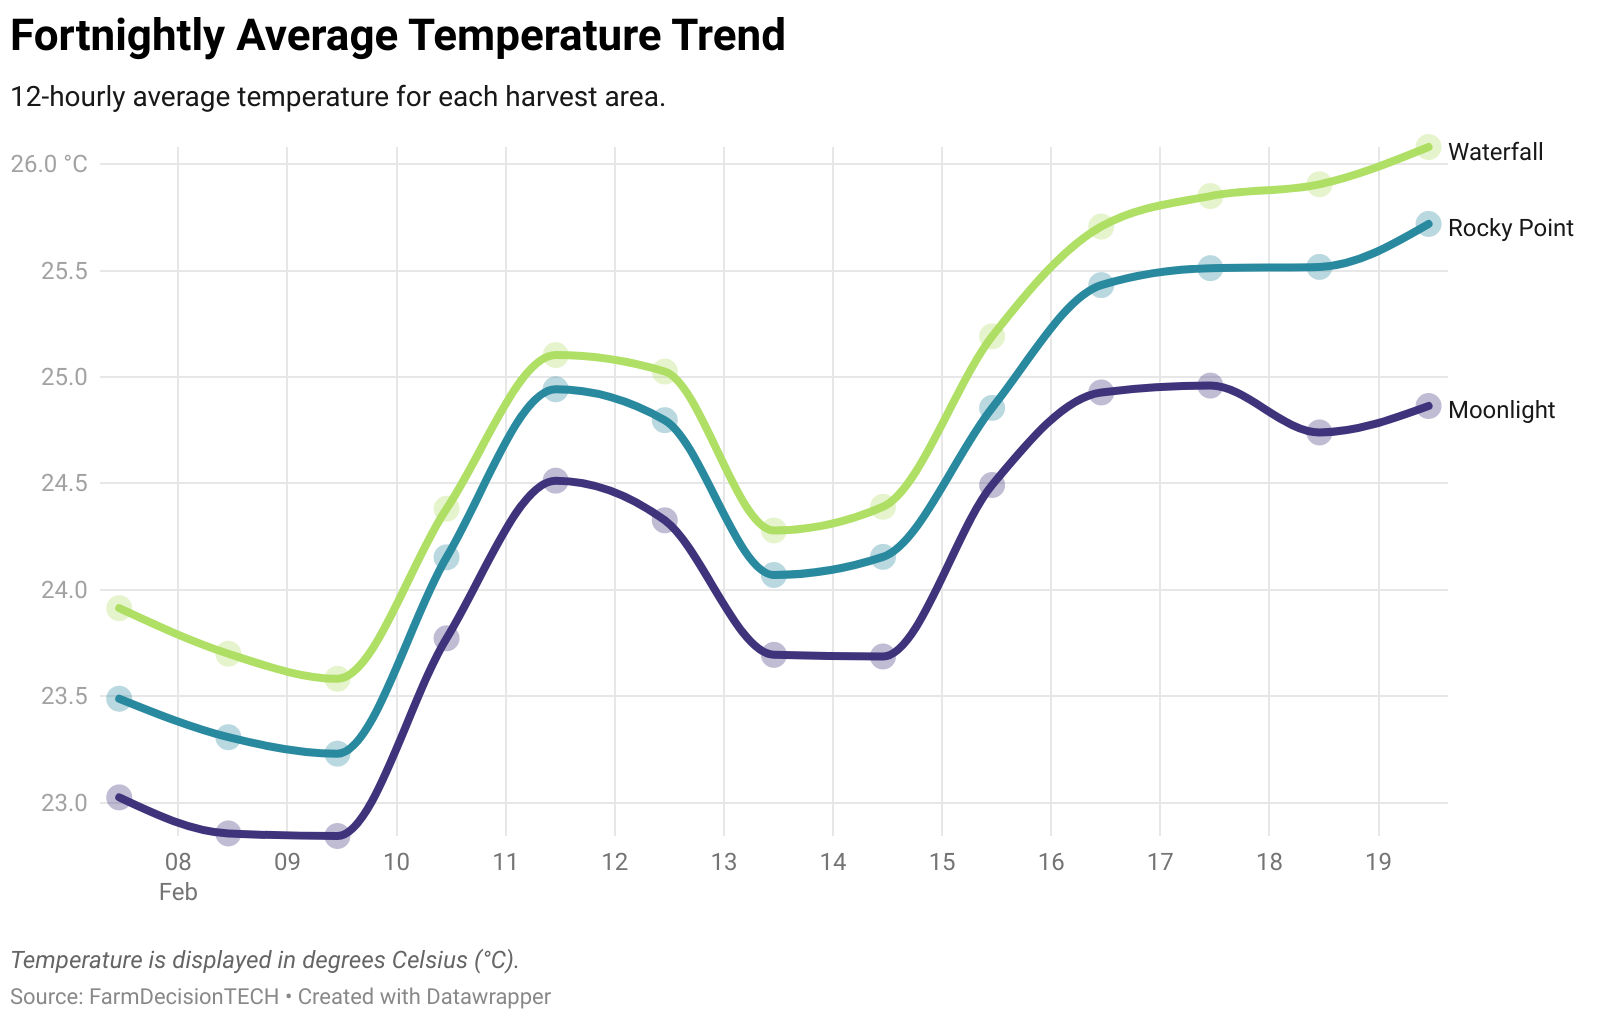 Fortnightly Average Temperature Trend
12-hourly average temperature for each harvest area.
26.0 °C
25.5
25.0
24.5
24.0
23.5
23.0
Waterfall
Rocky Point
Moonlight
08 09 10 11 12 13 14 15 16 17 18 19
Feb
Temperature is displayed in degrees Celsius (°C).
Source: FarmDecisionTECH • Created with Datawrapper